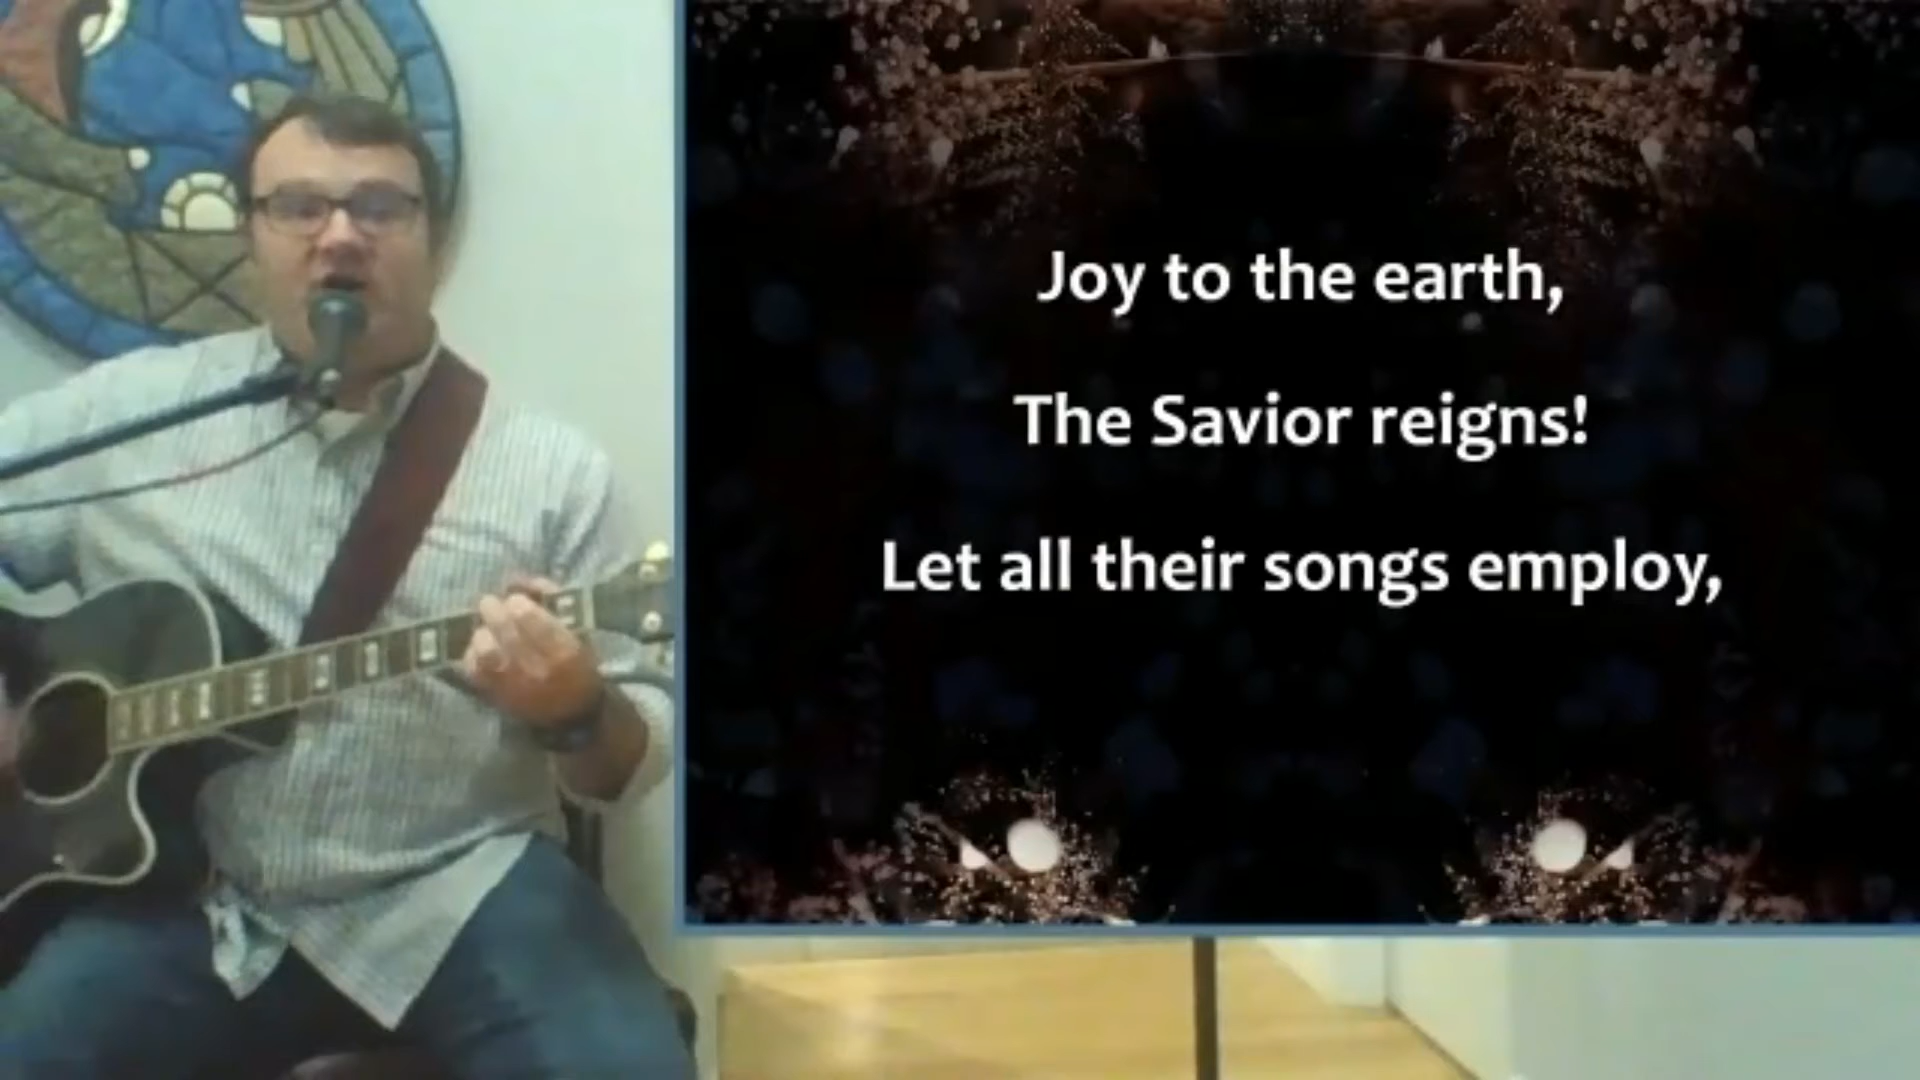 Joy to the earth,
The Savior reigns!
Let all their songs employ,